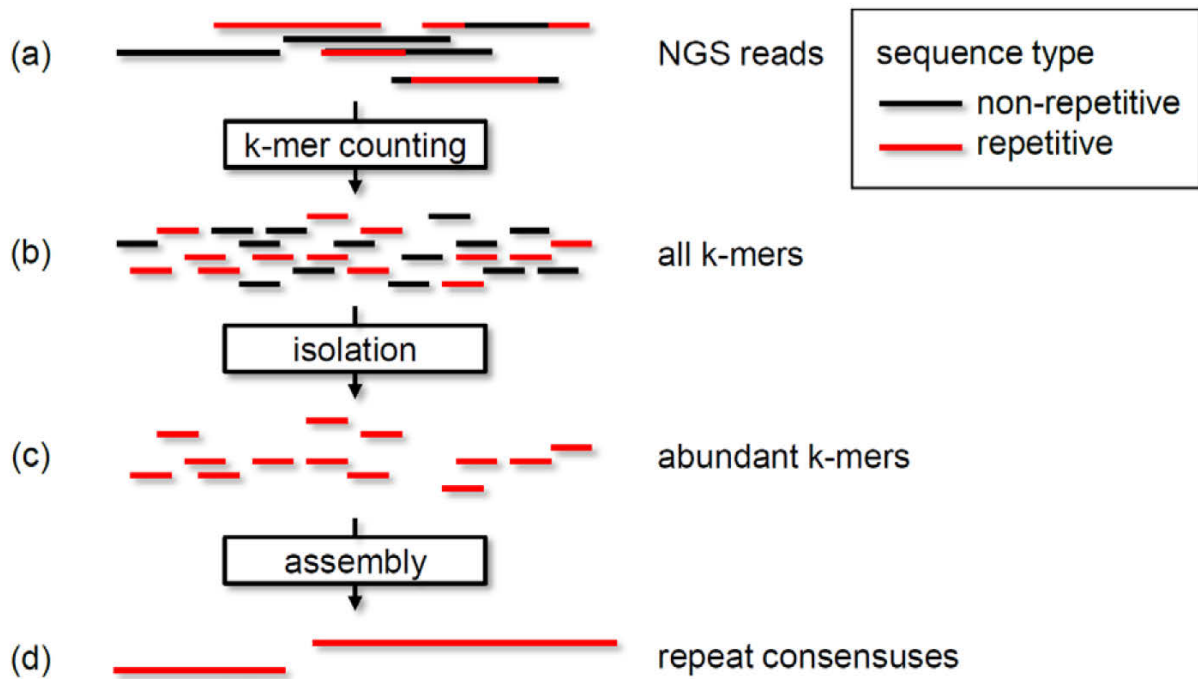 (a)
NGS reads
sequence type
non-repetitive
repetitive
k-mer counting
(b)
all k-mers
isolation
(c)
abundant k-mers
assembly
(d)
repeat consensuses